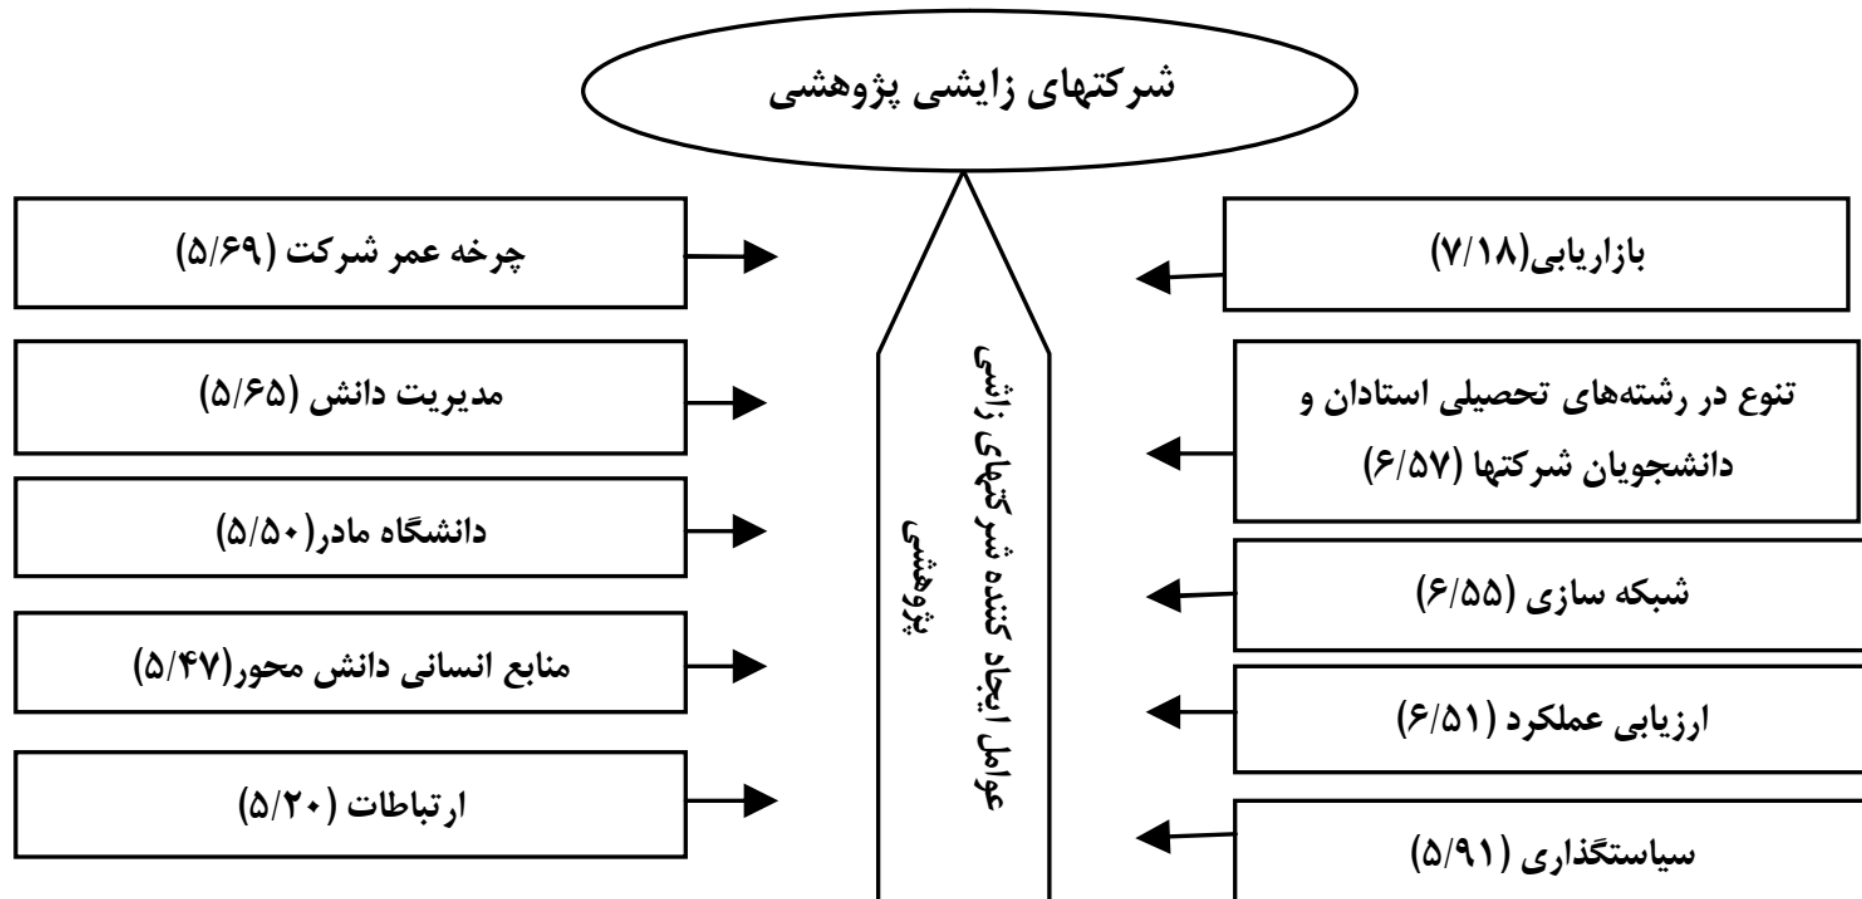 شرکتهای زایشی پژوهشی
بازاریابی(۷/۱۸)
تنوع در رشته‌های تحصیلی استادان و
دانشجویان شرکتها (۶/۵۷)
شبکه سازی (۶/۵۵)
ارزیابی عملکرد (۶/۵۱)
سیاستگذاری (۵/۹۱)
عوامل ایجاد کننده شرکتهای زائشی
پژوهشی
چرخه عمر شرکت (۵/۶۹)
مدیریت دانش (۵/۶۵)
دانشگاه مادر(۵/۵۰)
منابع انسانی دانش محور(۵/۴۷)
ارتباطات (۵/۲۰)